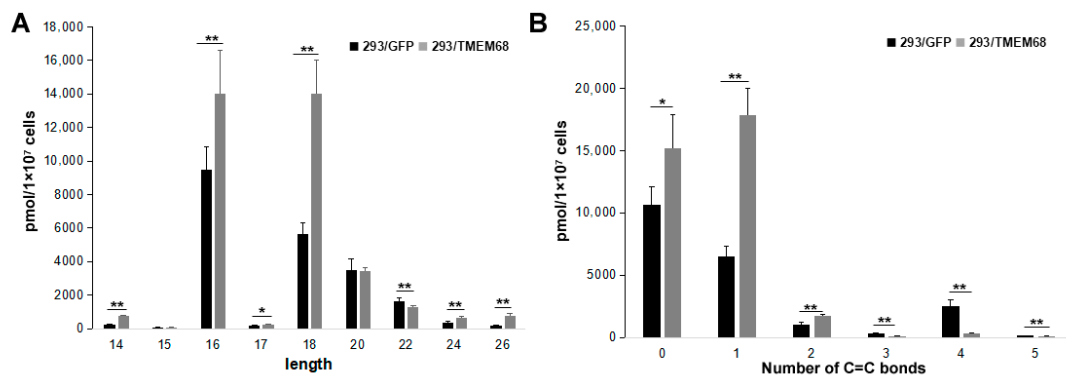 A
18,000
16,000
14,000
12,000
10,000
8000
6000
4000
2000
0
pmol/1×10⁷ cells
293/GFP 293/TMEM68
** ** ** * ** ** ** **
14 15 16 17 18 20 22 24 26
length
B
25,000
20,000
15,000
10,000
5000
0
pmol/1×10⁷ cells
293/GFP 293/TMEM68
* ** ** ** ** **
0 1 2 3 4 5
Number of C=C bonds